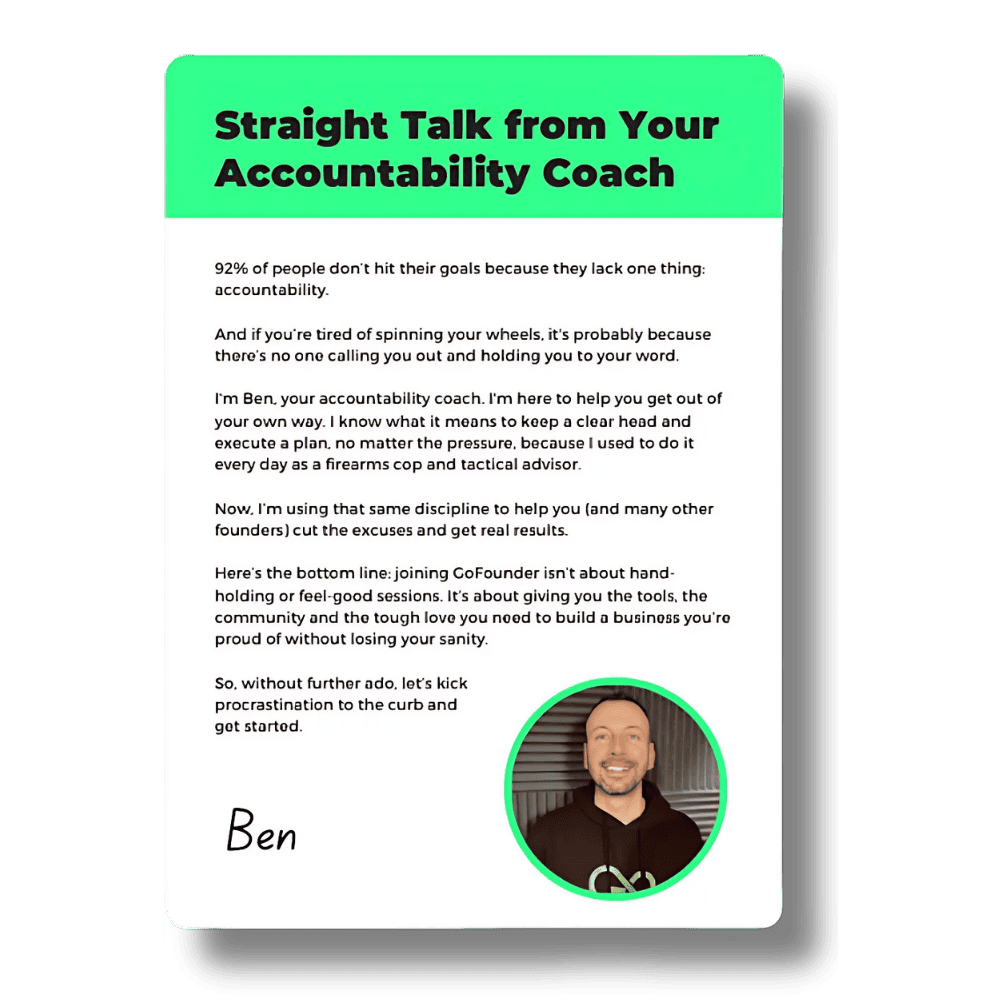 Straight Talk from Your
Accountability Coach
92% of people don't hit their goals because they lack one thing:
accountability.
And if you're tired of spinning your wheels, it's probably because
there's no one calling you out and holding you to your word.
I'm Ben, your accountability coach. I'm here to help you get out of
your own way. I know what it means to keep a clear head and
execute a plan, no matter the pressure, because I used to do it
every day as a firearms cop and tactical advisor.
Now, I'm using that same discipline to help you (and many other
founders) cut the excuses and get real results.
Here's the bottom line: joining GoFounder isn't about hand-
holding or feel-good sessions. It's about giving you the tools, the
community and the tough love you need to build a business you're
proud of without losing your sanity.
So, without further ado, let's kick
procrastination to the curb and
get started.
Ben